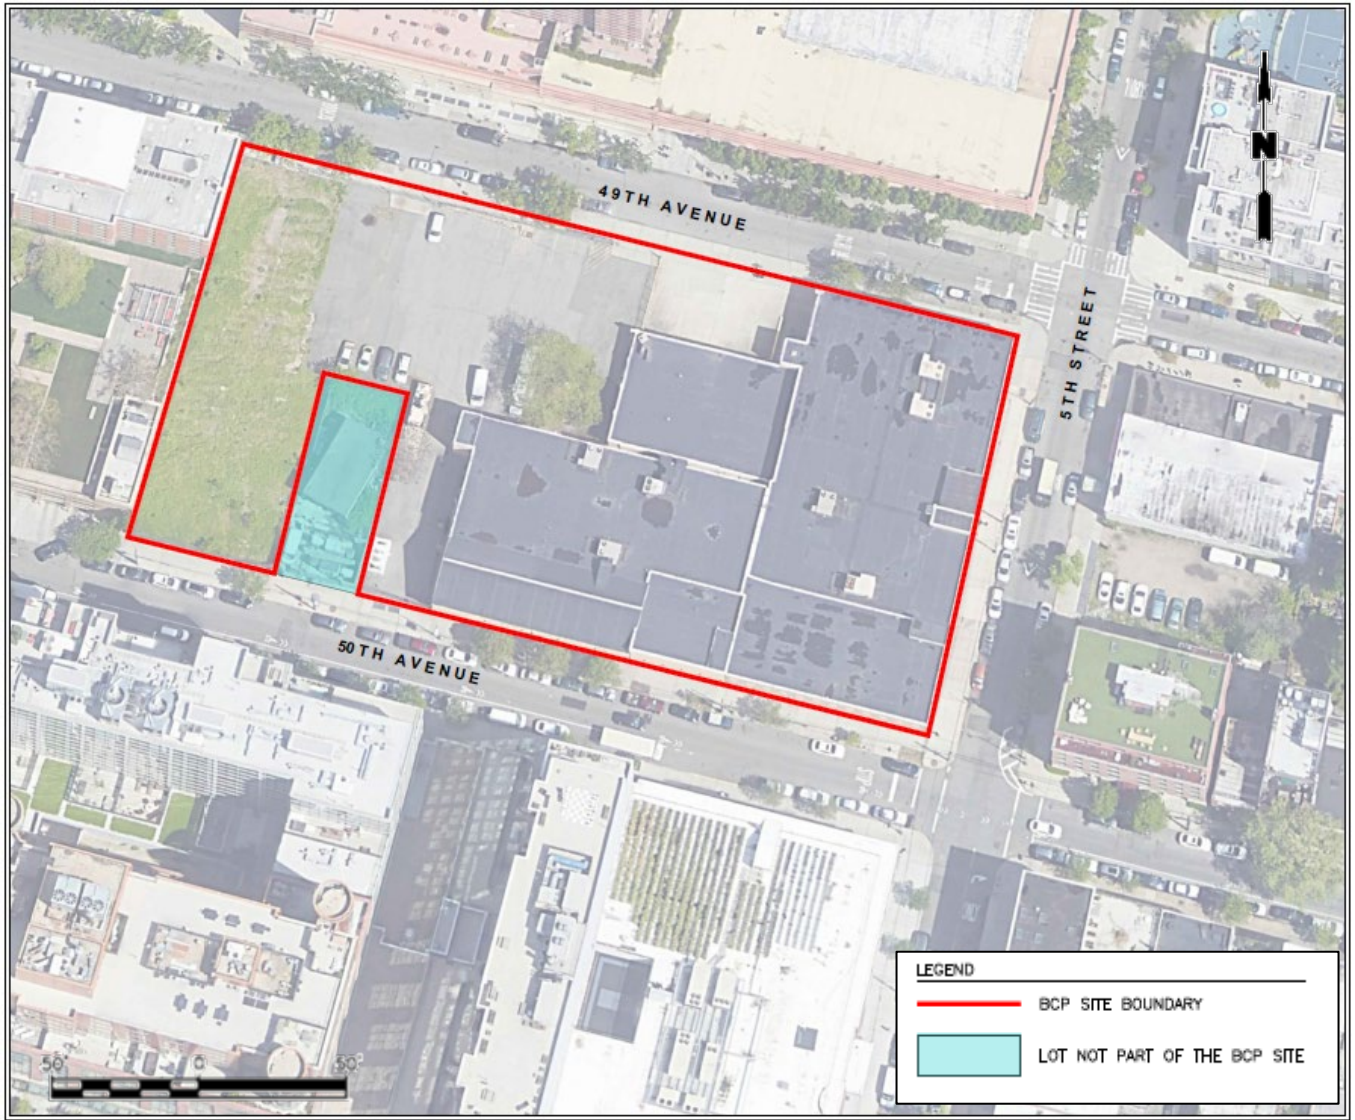 N
49TH AVENUE
5TH STREET
50TH AVENUE
LEGEND
BCP SITE BOUNDARY
LOT NOT PART OF THE BCP SITE
50' 0 50'